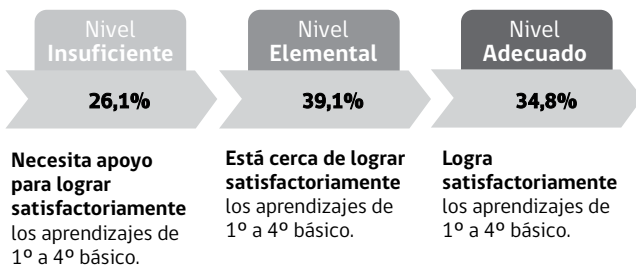 Nivel
Insuficiente
26,1%
Necesita apoyo
para lograr
satisfactoriamente
los aprendizajes de
1º a 4º básico.
Nivel
Elemental
39,1%
Está cerca de lograr
satisfactoriamente
los aprendizajes de
1º a 4º básico.
Nivel
Adecuado
34,8%
Logra
satisfactoriamente
los aprendizajes de
1º a 4º básico.